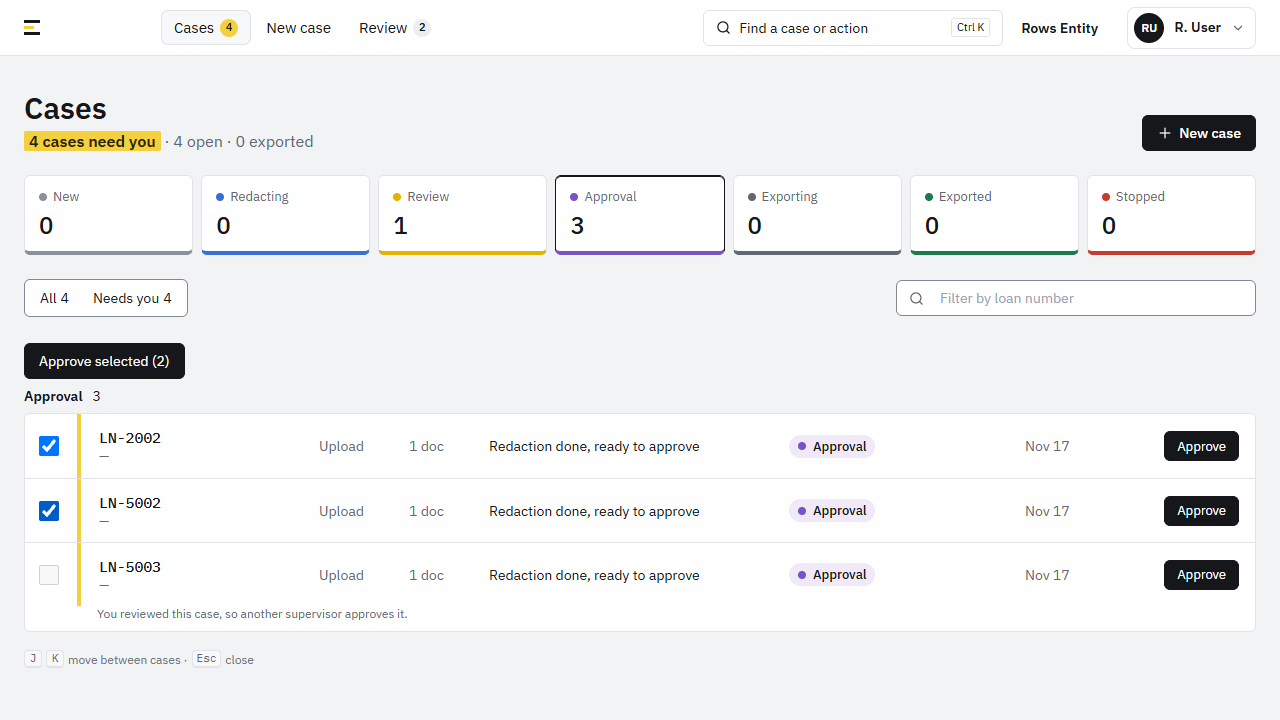 Cases 4 New case Review 2 Find a case or action Ctrl K Rows Entity RU R. User
Cases
4 cases need you · 4 open · 0 exported
New case
New Redacting Review Approval Exporting Exported Stopped
0 0 1 3 0 0 0
All 4 Needs you 4 Filter by loan number
Approve selected (2)
Approval 3
LN-2002 Upload 1 doc Redaction done, ready to approve Approval Nov 17 Approve
—
LN-5002 Upload 1 doc Redaction done, ready to approve Approval Nov 17 Approve
—
LN-5003 Upload 1 doc Redaction done, ready to approve Approval Nov 17 Approve
—
You reviewed this case, so another supervisor approves it.
J K move between cases · Esc close